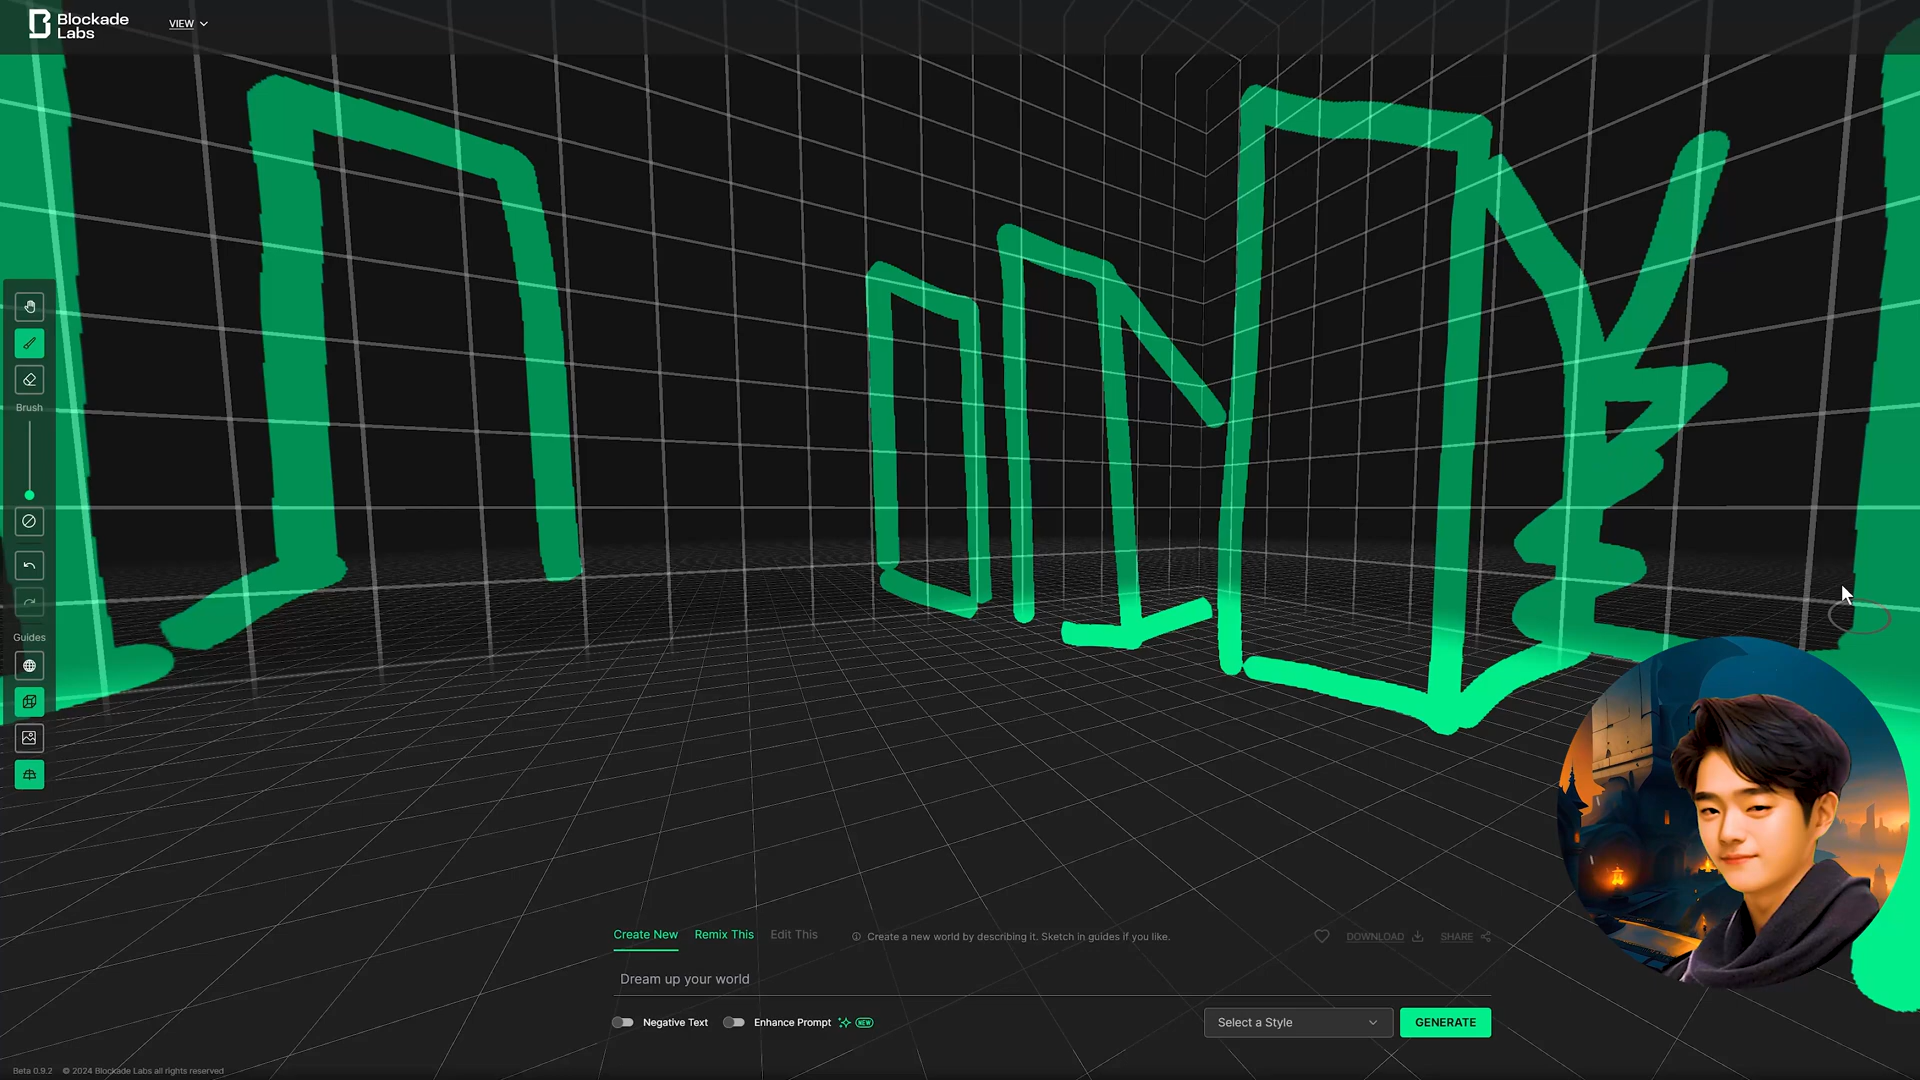 Blockade
Labs
VIEW
Brush
Guides
Create New
Remix This
Edit This
Create a new world by describing it. Sketch in guides if you like.
DOWNLOAD
SHARE
Dream up your world
Negative Text
Enhance Prompt
NEW
Select a Style
GENERATE
Beta 0.9.2 © 2024 Blockade Labs all rights reserved